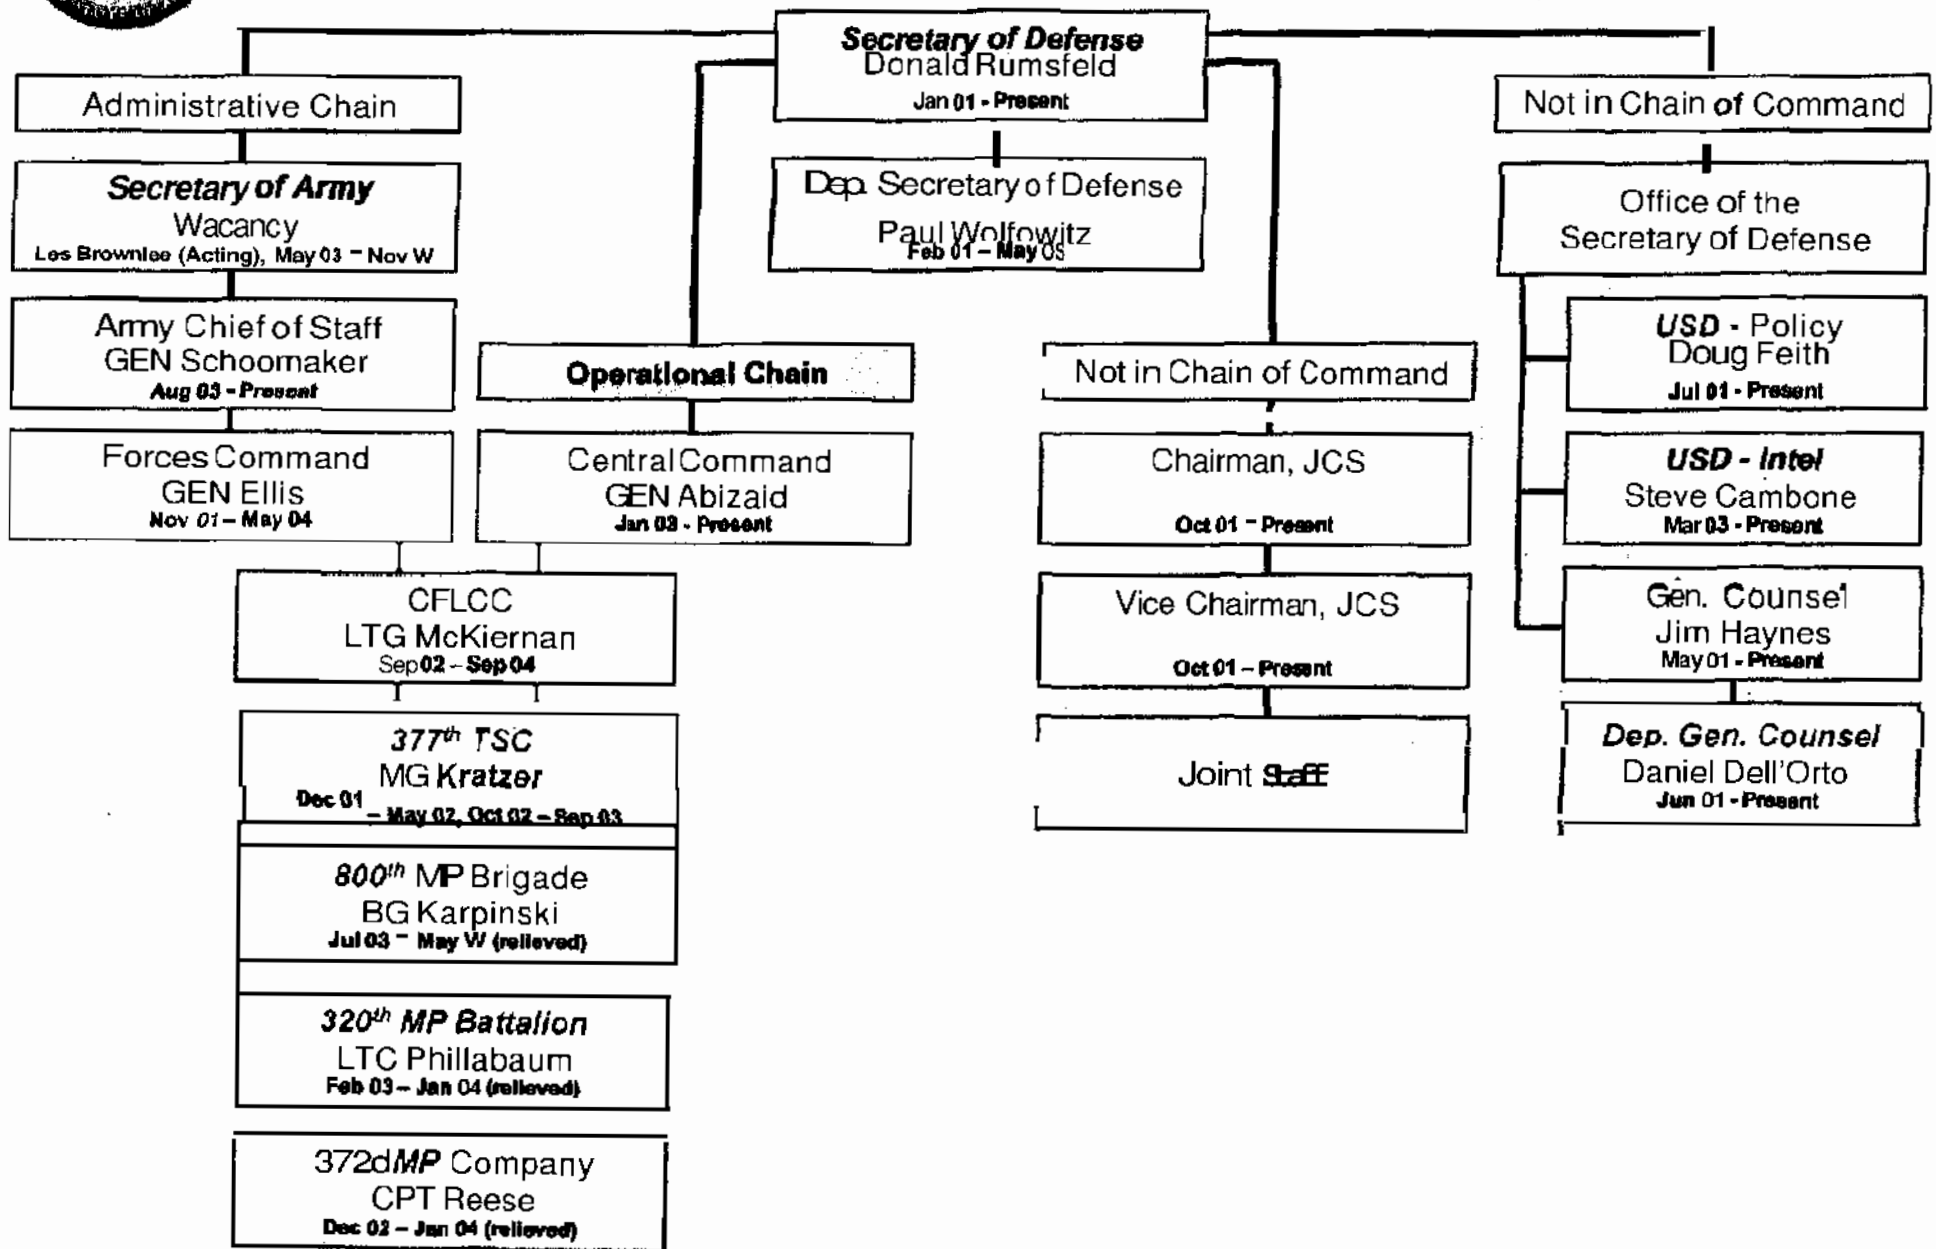 Secretary of Defense
Donald Rumsfeld
Jan 01 - Present
Administrative Chain
Secretary of Army
Wacancy
Les Brownlee (Acting), May 03 – Nov W
Army Chief of Staff
GEN Schoomaker
Aug 03 - Present
Forces Command
GEN Ellis
Nov 01 – May 04
Dep. Secretary of Defense
Paul Wolfowitz
Feb 01 – May 05
Operational Chain
Central Command
GEN Abizaid
Jan 03 - Present
CFLCC
LTG McKiernan
Sep 02 – Sep 04
377th TSC
MG Kratzer
Dec 01
– May 02, Oct 02 – Sep 03
800th MP Brigade
BG Karpinski
Jul 03 – May W (relieved)
320th MP Battalion
LTC Phillabaum
Feb 03 – Jan 04 (relieved)
372d MP Company
CPT Reese
Dec 02 – Jan 04 (relieved)
Not in Chain of Command
Chairman, JCS
Oct 01 – Present
Vice Chairman, JCS
Oct 01 – Present
Joint Staff
Not in Chain of Command
Office of the
Secretary of Defense
USD - Policy
Doug Feith
Jul 01 - Present
USD - Intel
Steve Cambone
Mar 03 - Present
Gen. Counsel
Jim Haynes
May 01 - Present
Dep. Gen. Counsel
Daniel Dell'Orto
Jun 01 - Present